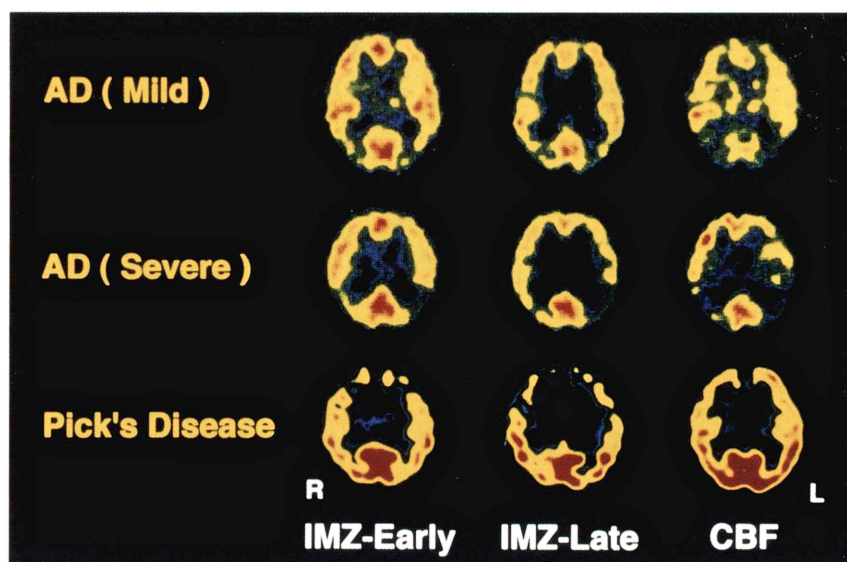 AD ( Mild )
AD ( Severe )
Pick's Disease
R
L
IMZ-Early
IMZ-Late
CBF